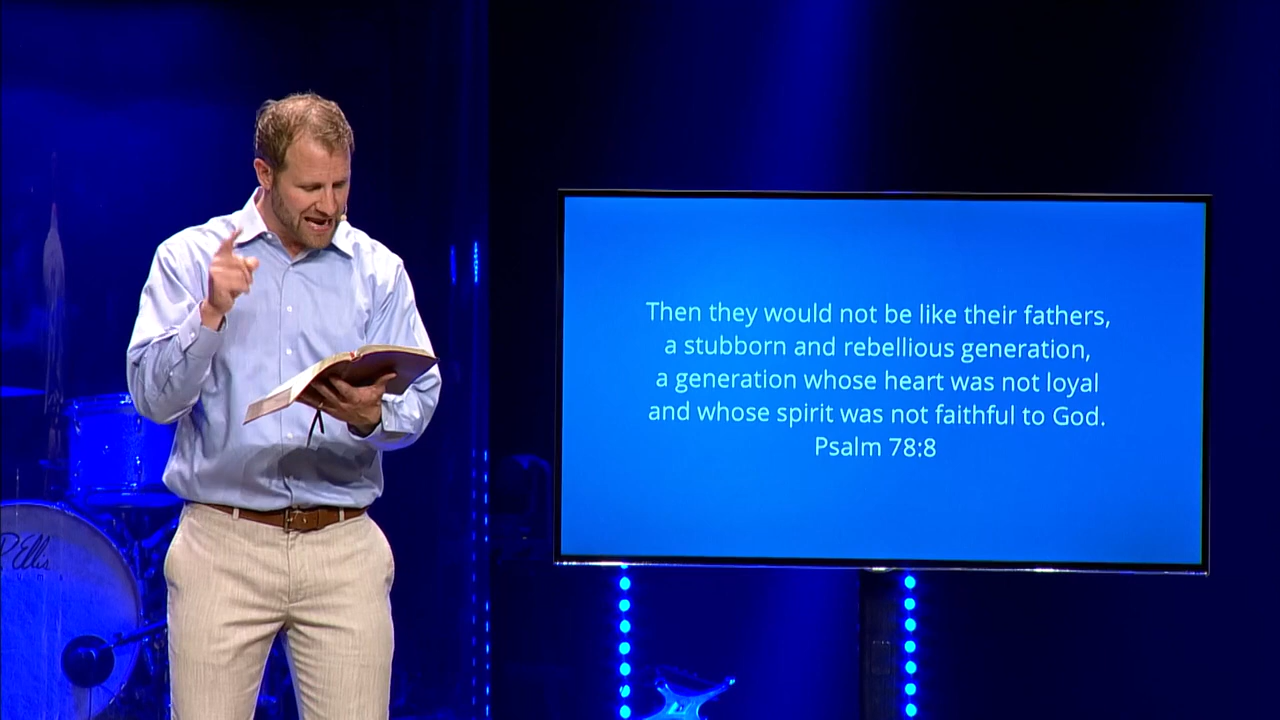 Then they would not be like their fathers,
a stubborn and rebellious generation,
a generation whose heart was not loyal
and whose spirit was not faithful to God.
Psalm 78:8
Ellis